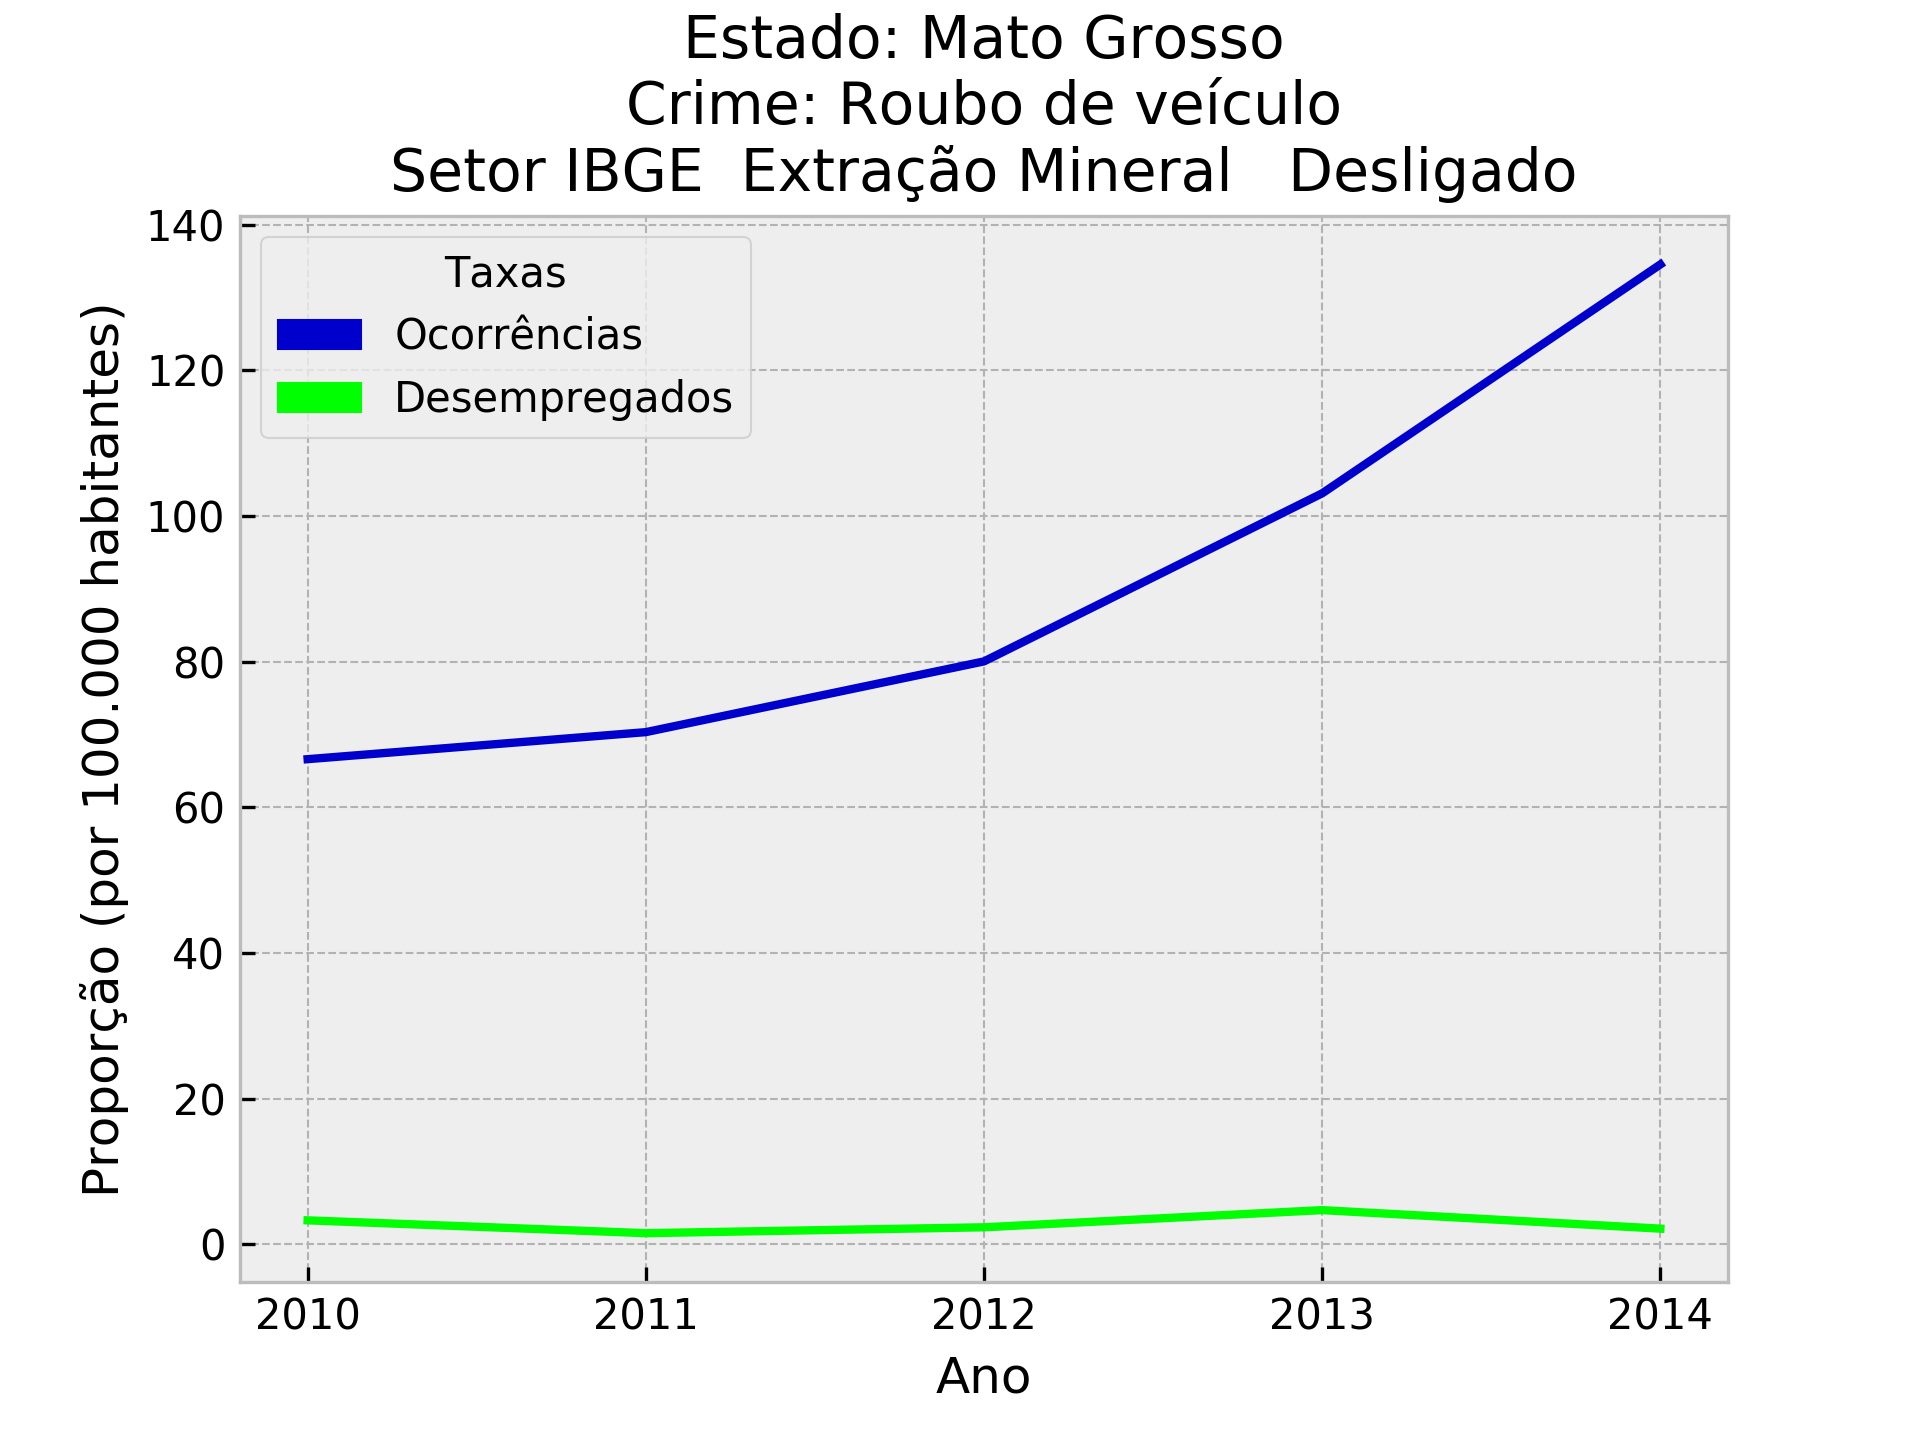 Estado: Mato Grosso
Crime: Roubo de veículo
Setor IBGE  Extração Mineral   Desligado
Taxas
Ocorrências
Desempregados
Proporção (por 100.000 habitantes)
140
120
100
80
60
40
20
0
2010 2011 2012 2013 2014
Ano